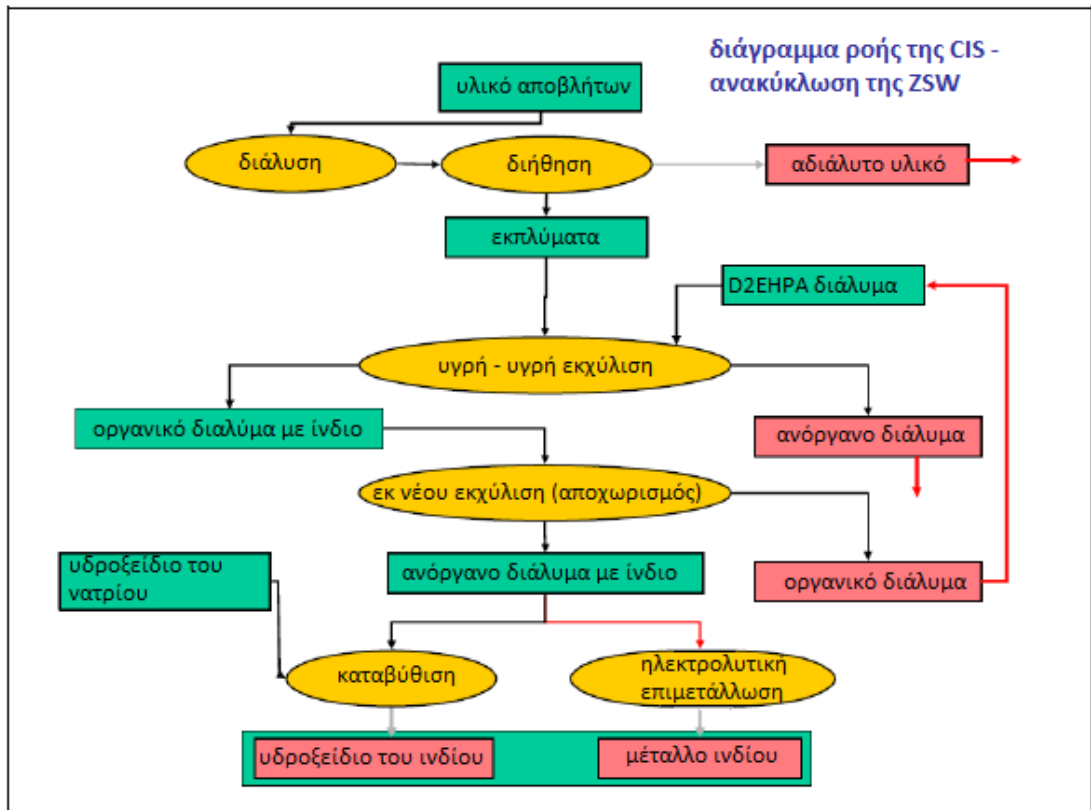 διάγραμμα ροής της CIS -
ανακύκλωση της ZSW
υλικό αποβλήτων
διάλυση
διήθηση
αδιάλυτο υλικό
εκπλύματα
D2EHPA διάλυμα
υγρή - υγρή εκχύλιση
οργανικό διαλύμα με ίνδιο
ανόργανο διάλυμα
εκ νέου εκχύλιση (αποχωρισμός)
υδροξείδιο του
νατρίου
ανόργανο διάλυμα με ίνδιο
οργανικό διάλυμα
καταβύθιση
ηλεκτρολυτική
επιμετάλλωση
υδροξείδιο του ινδίου
μέταλλο ινδίου